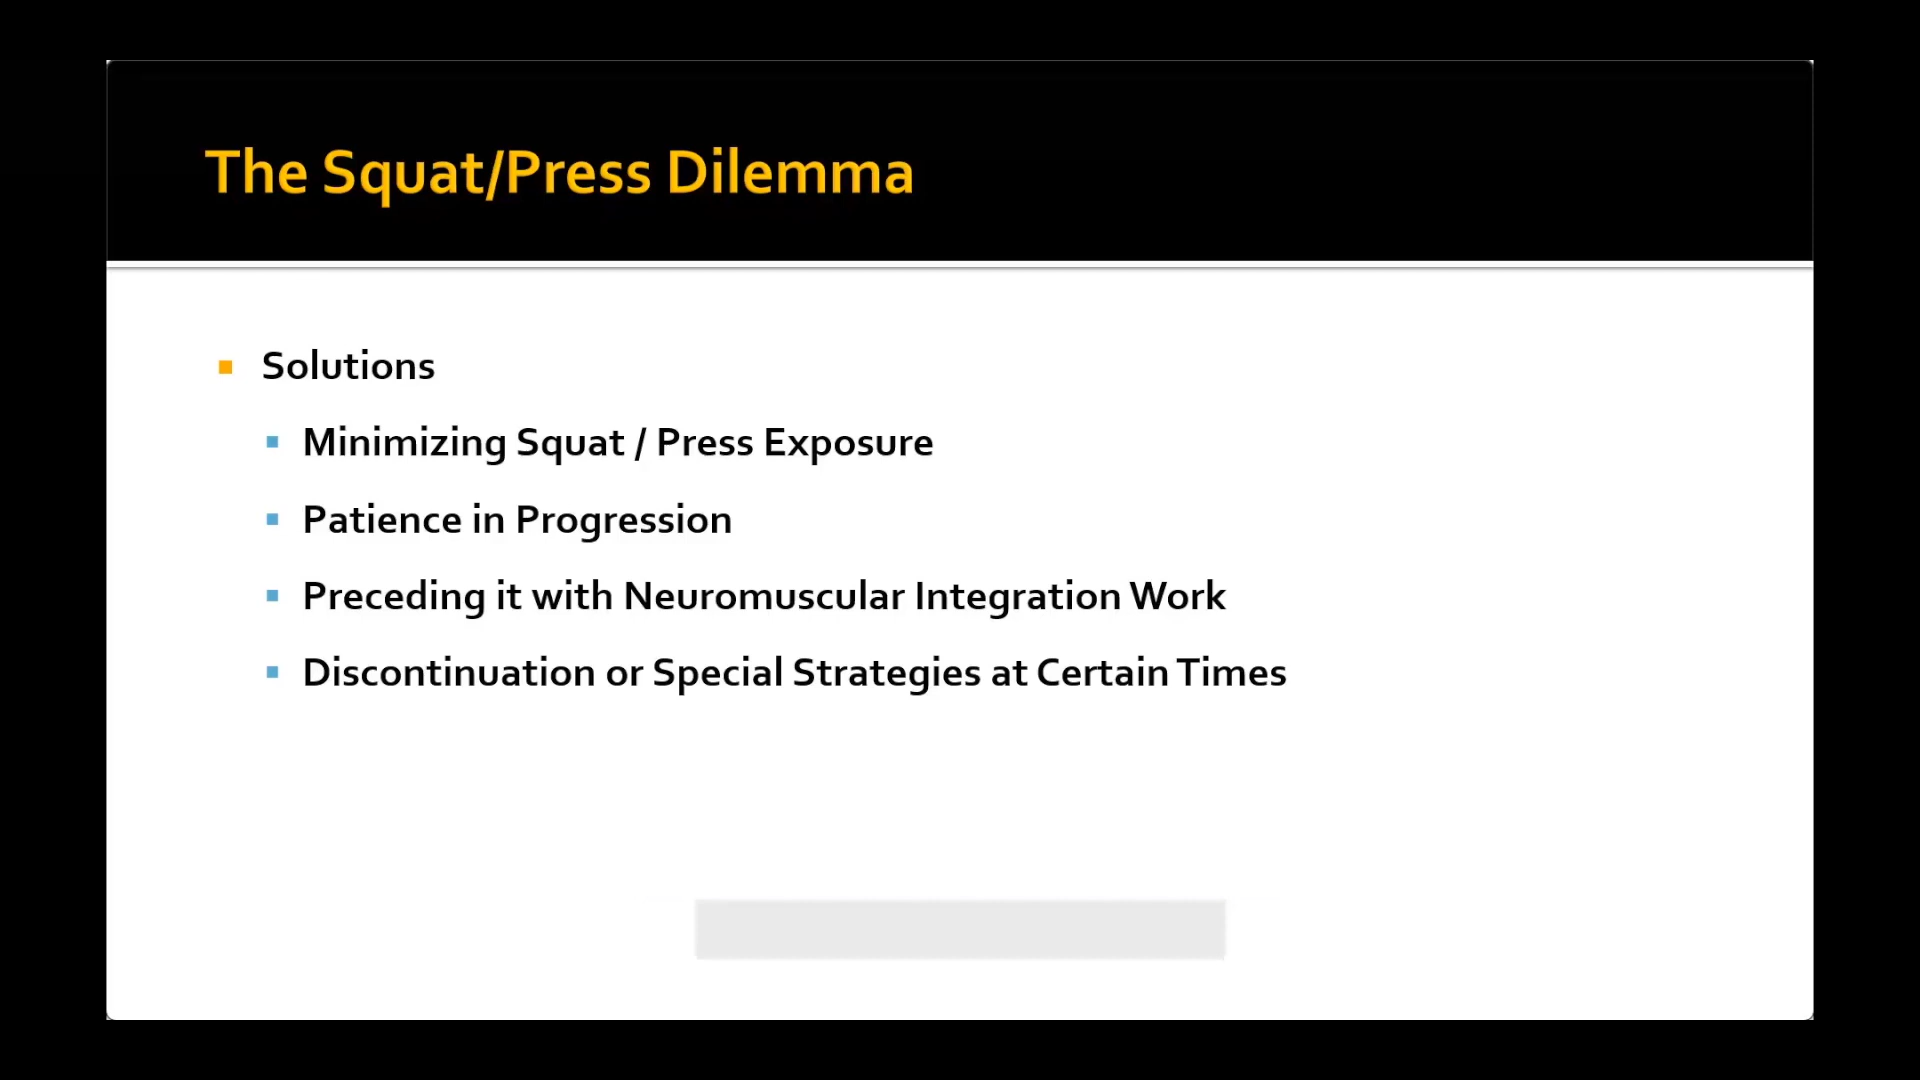 The Squat/Press Dilemma
Solutions
Minimizing Squat / Press Exposure
Patience in Progression
Preceding it with Neuromuscular Integration Work
Discontinuation or Special Strategies at Certain Times